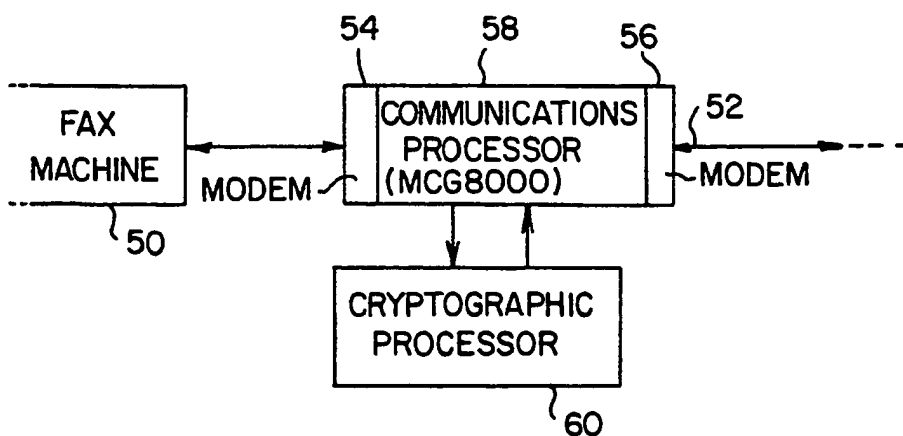 54
58
56
FAX
MACHINE
COMMUNICATIONS
PROCESSOR
(MCG8000)
52
MODEM
MODEM
50
CRYPTOGRAPHIC
PROCESSOR
60